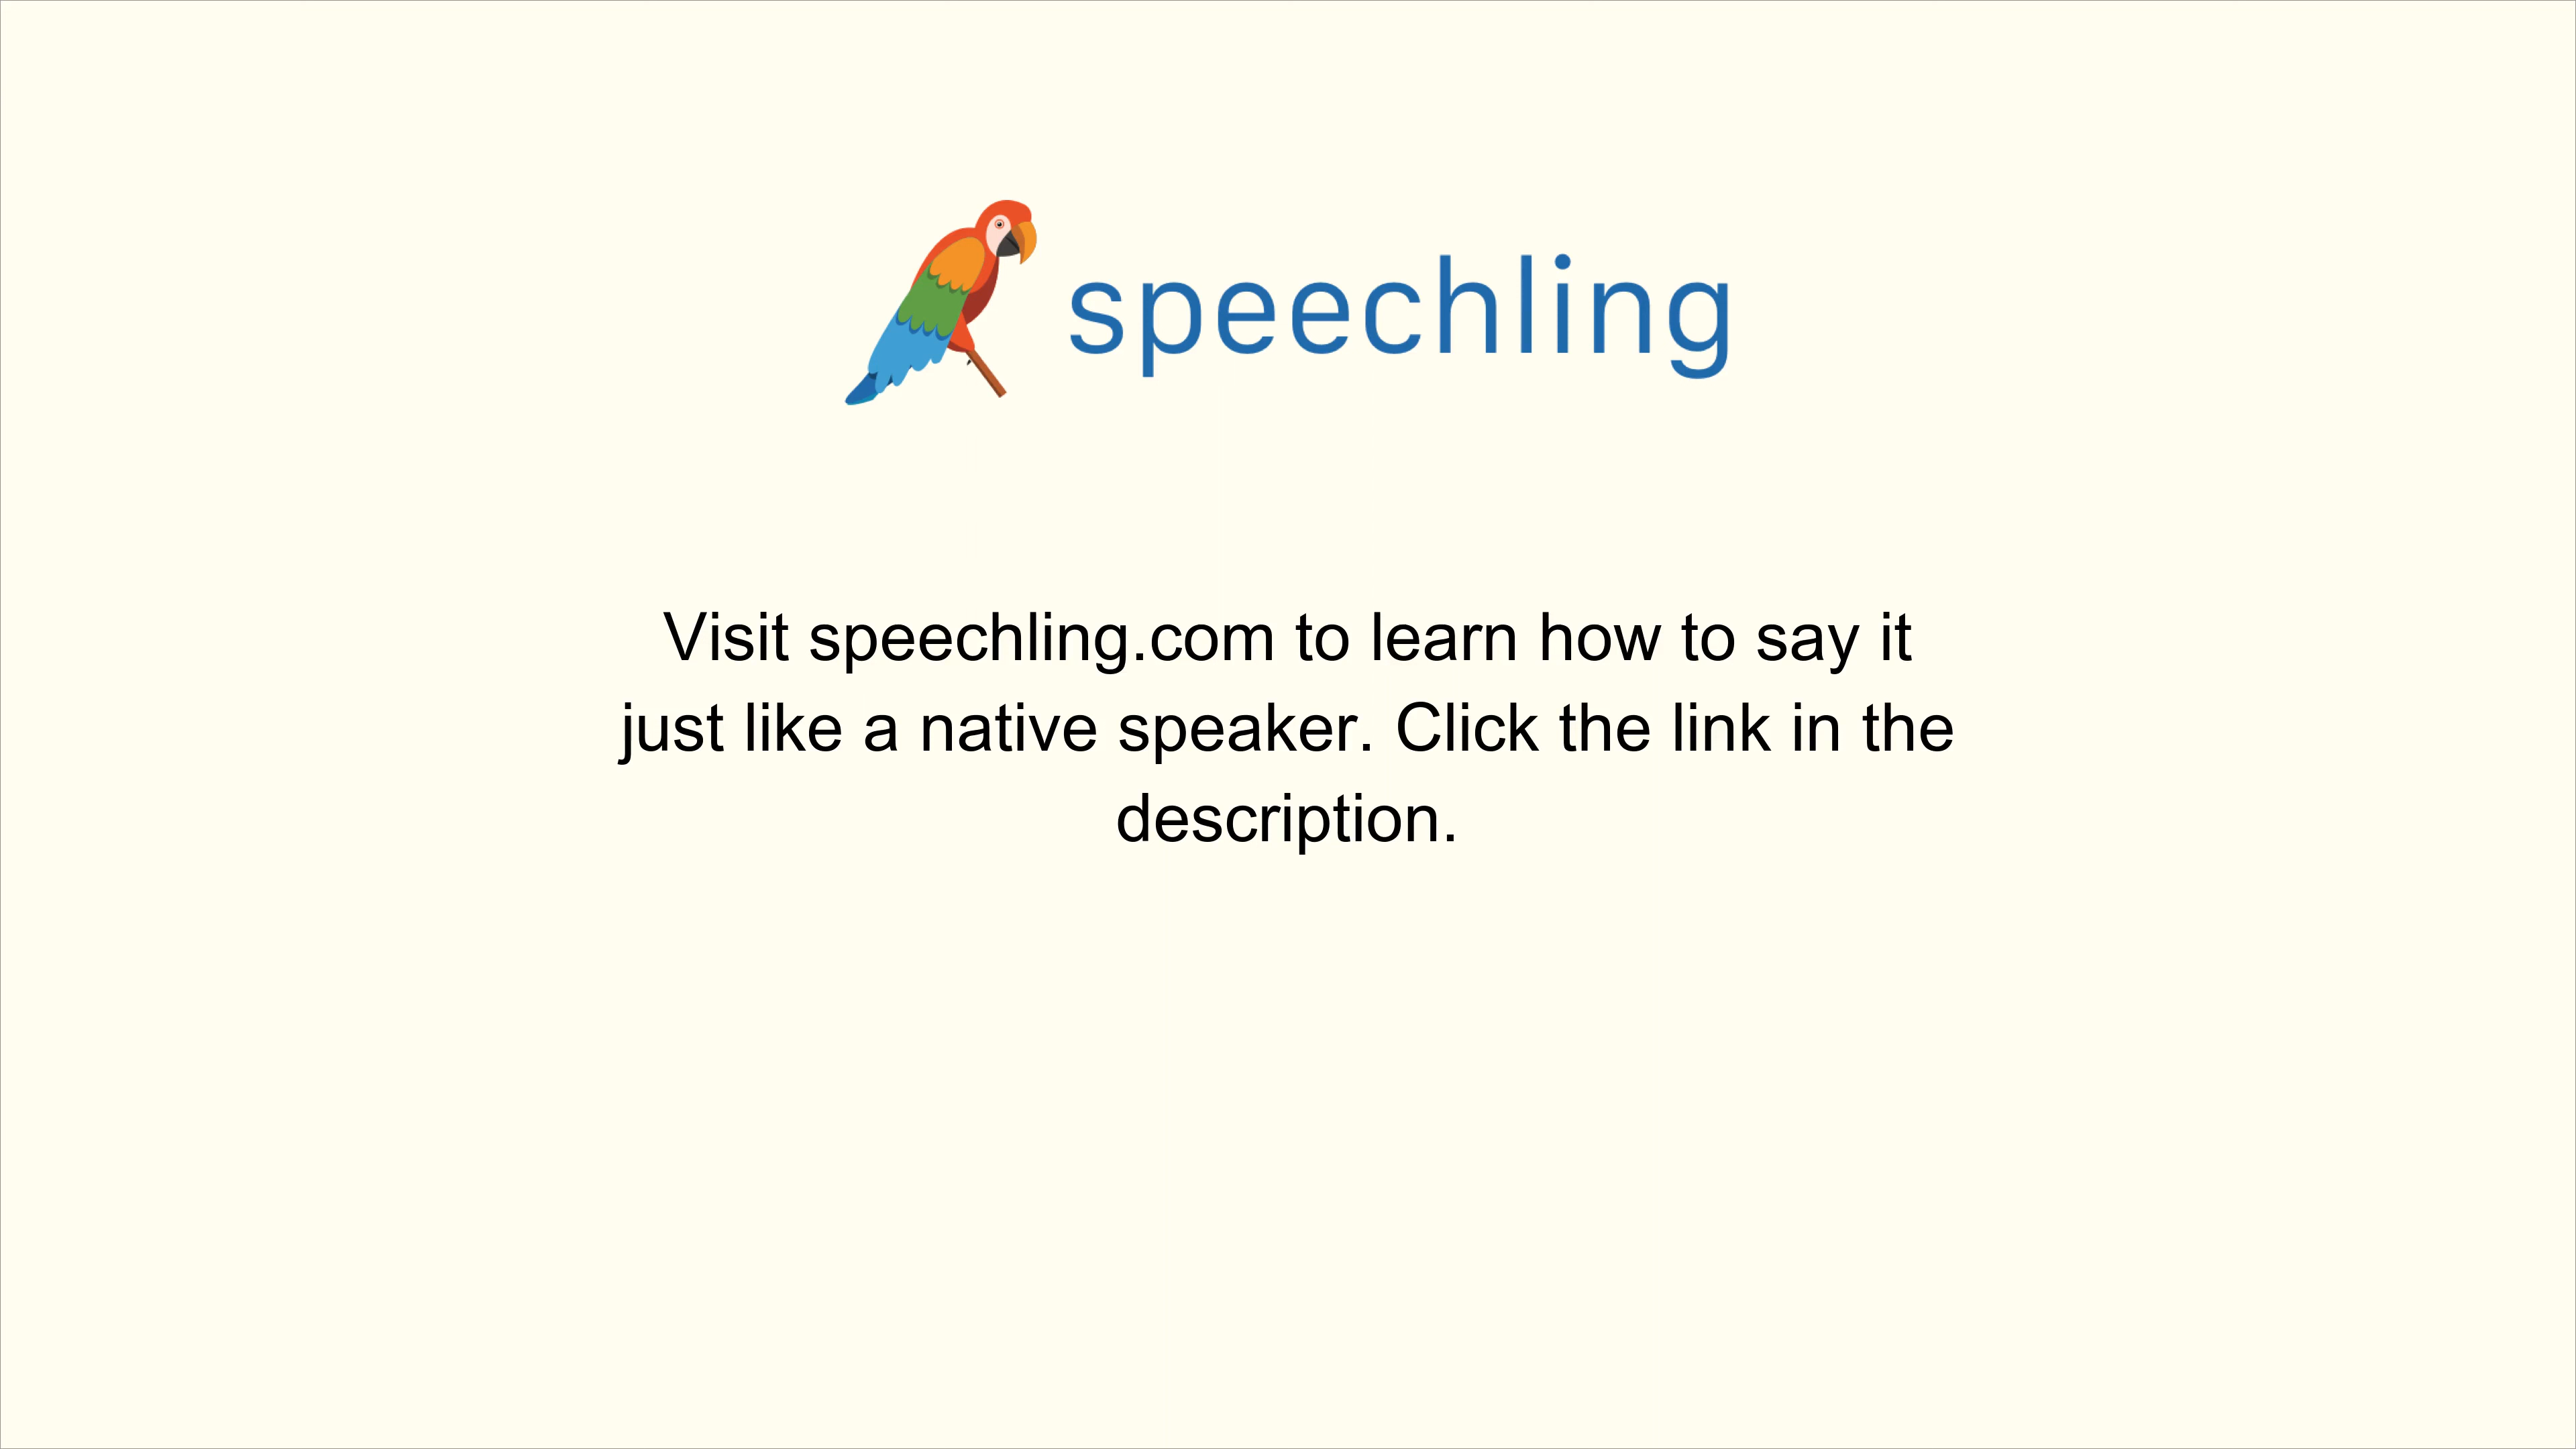 speechling
Visit speechling.com to learn how to say it
just like a native speaker. Click the link in the
description.